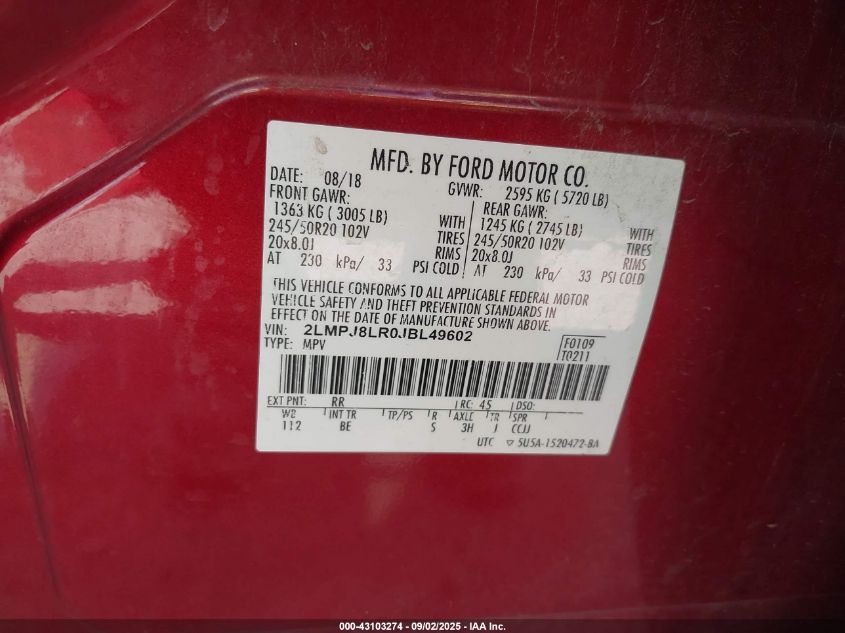 MFD. BY FORD MOTOR CO.
DATE: 08/18 GVWR: 2595 KG ( 5720 LB)
FRONT GAWR: REAR GAWR:
1363 KG ( 3005 LB) WITH 1245 KG ( 2745 LB) WITH
245/50R20 102V TIRES 245/50R20 102V TIRES
20x8.0J RIMS 20x8.0J RIMS
AT 230 kPa/ 33 PSI COLD AT 230 kPa/ 33 PSI COLD
THIS VEHICLE CONFORMS TO ALL APPLICABLE FEDERAL MOTOR
VEHICLE SAFETY AND THEFT PREVENTION STANDARDS IN
EFFECT ON THE DATE OF MANUFACTURE SHOWN ABOVE.
VIN: 2LMPJ8LR0JBL49602 F0109
TYPE: MPV T0211
EXT PNT: RR RC: 45 DSO:
WB INT TR TP/PS R AXLE TR SPR
112 BE S 3H J CCJJ
UTC ▽ 5U5A-1520472-BA
000-43103274 - 09/02/2025 - IAA Inc.